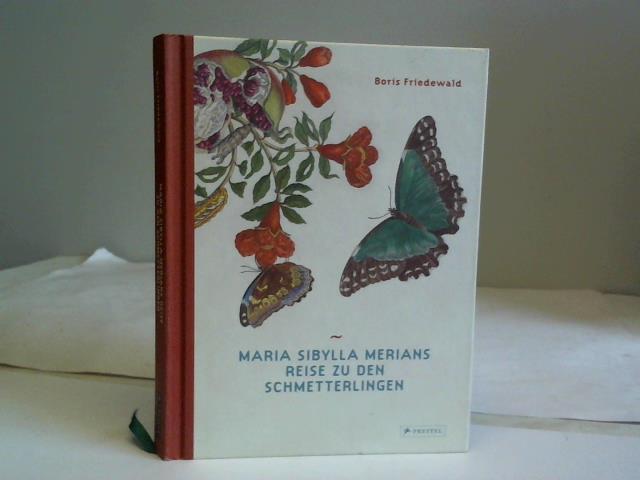 Boris Friedewald
~
MARIA SIBYLLA MERIANS
REISE ZU DEN
SCHMETTERLINGEN
PRESTEL